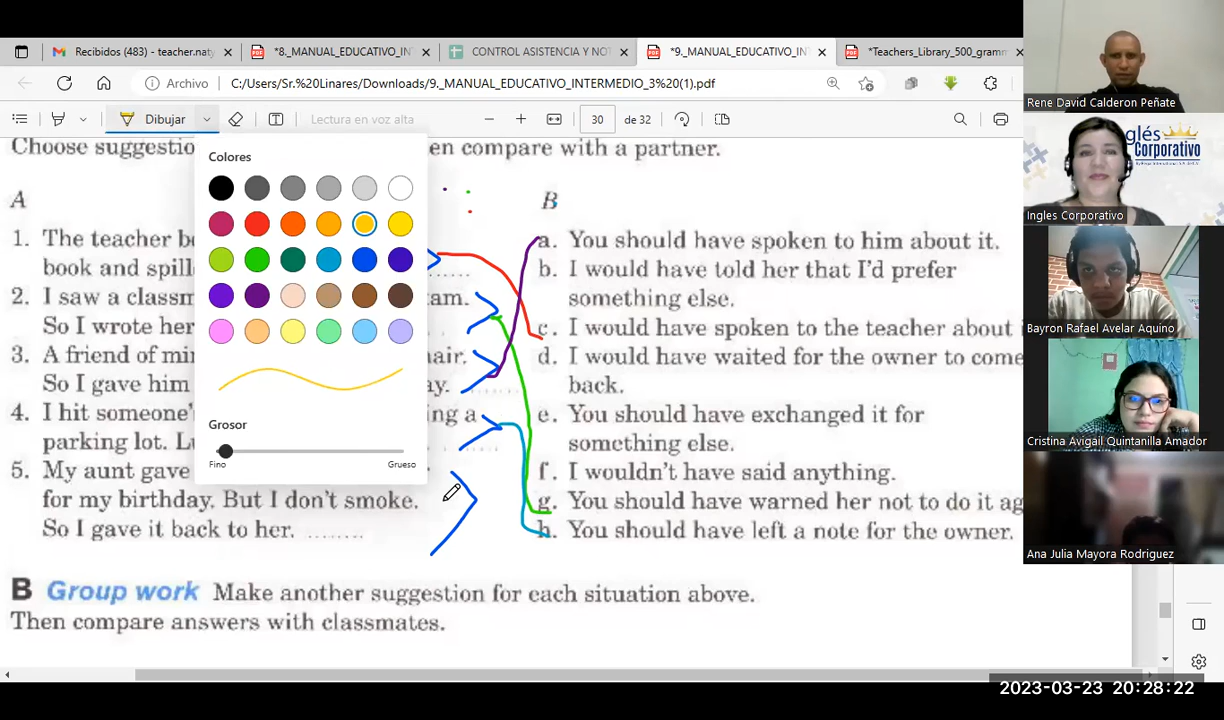 Recibidos (483) - teacher.nat
*8._MANUAL_EDUCATIVO_IN
CONTROL ASISTENCIA Y NO
*9._MANUAL_EDUCATIVO_IN
*Teachers_Library_500_gramm
Archivo
C:/Users/Sr.%20Linares/Downloads/9._MANUAL_EDUCATIVO_INTERMEDIO_3%20(1).pdf
Dibujar
Lectura en voz alta
30 de 32
Colores
Grosor
Fino
Grueso
Choose suggestio
en compare with a partner.
A
1. The teacher b
book and spill
2. I saw a classm
am.
So I wrote her
3. A friend of mi
hair.
So I gave him
ay.
4. I hit someone'
ing a
parking lot. L
5. My aunt gave
for my birthday. But I don't smoke.
So I gave it back to her. ........
B
a. You should have spoken to him about it.
b. I would have told her that I'd prefer
something else.
c. I would have spoken to the teacher about
d. I would have waited for the owner to come
back.
e. You should have exchanged it for
something else.
f. I wouldn't have said anything.
g. You should have warned her not to do it ag
h. You should have left a note for the owner.
B Group work Make another suggestion for each situation above.
Then compare answers with classmates.
Rene David Calderon Peñate
glés
Corporativo
Ingles Corporativo
Bayron Rafael Avelar Aquino
Cristina Avigail Quintanilla Amador
Ana Julia Mayora Rodriguez
2023-03-23 20:28:22